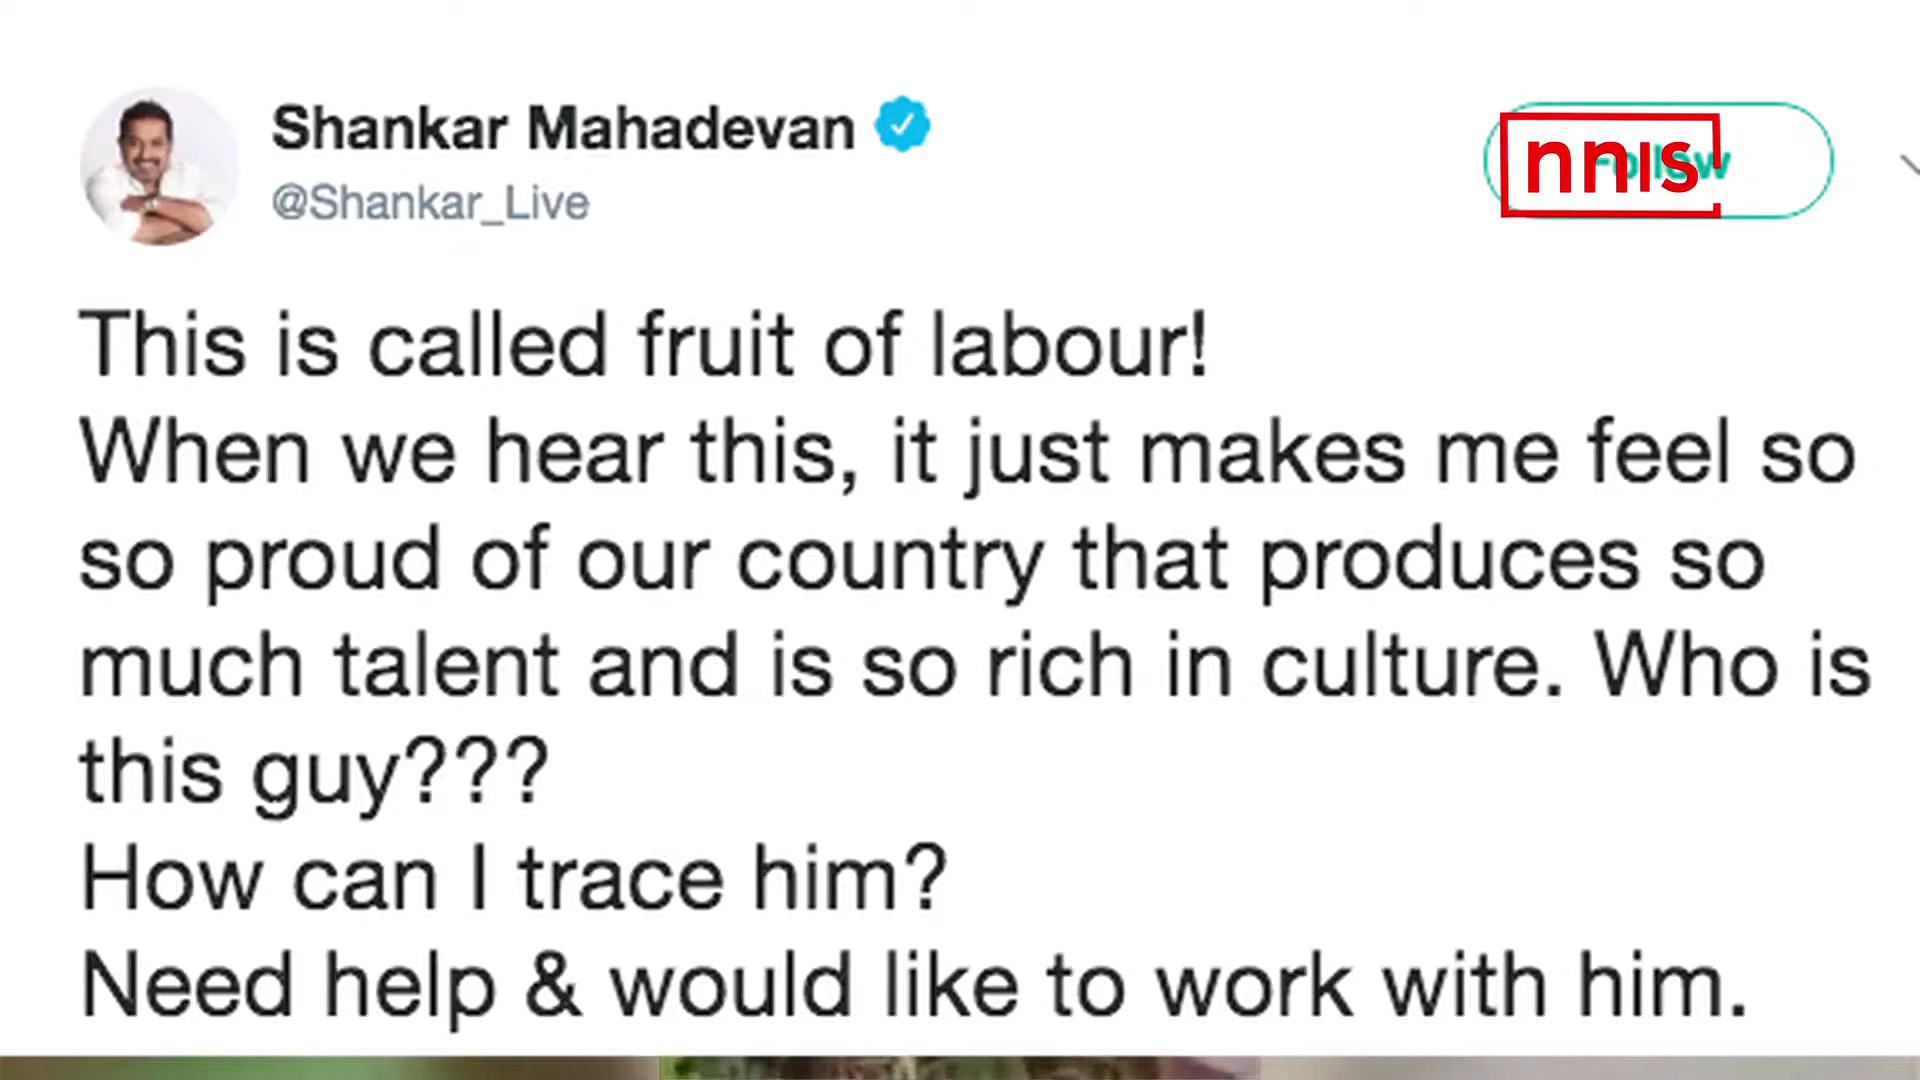 Shankar Mahadevan
@Shankar_Live
nnis
Follow
This is called fruit of labour!
When we hear this, it just makes me feel so
so proud of our country that produces so
much talent and is so rich in culture. Who is
this guy???
How can I trace him?
Need help & would like to work with him.